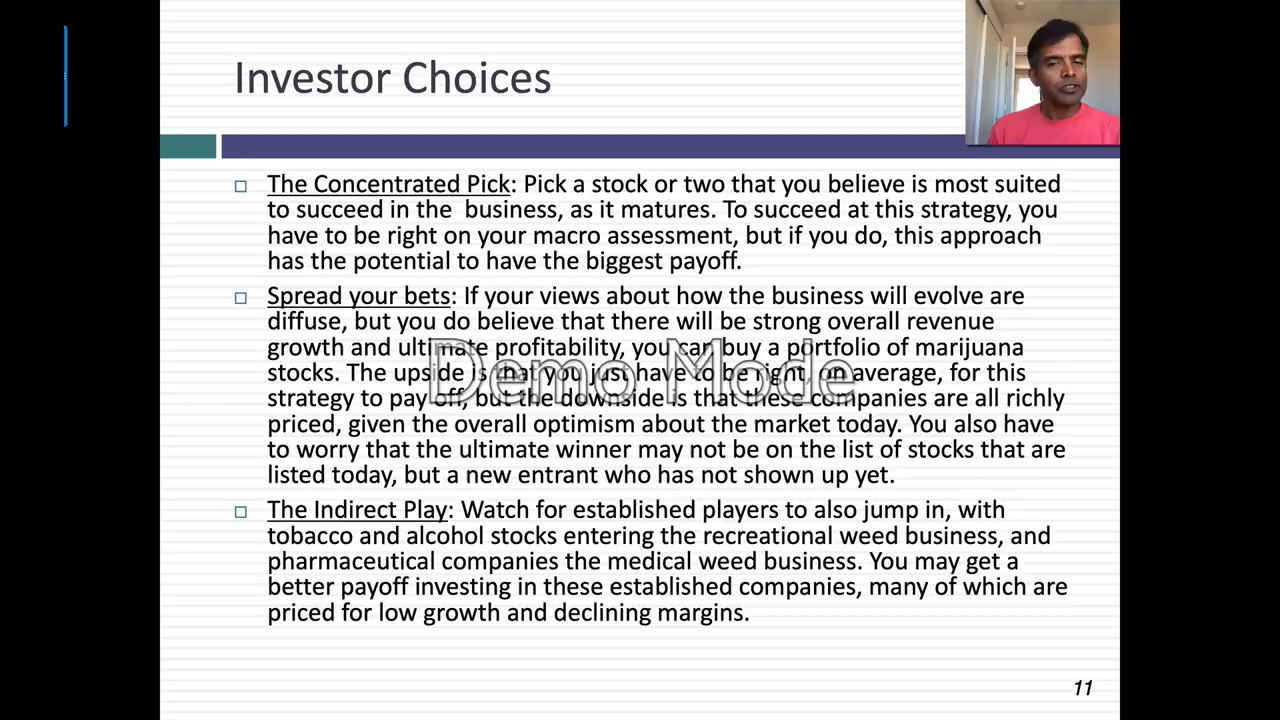 Investor Choices
The Concentrated Pick: Pick a stock or two that you believe is most suited
to succeed in the business, as it matures. To succeed at this strategy, you
have to be right on your macro assessment, but if you do, this approach
has the potential to have the biggest payoff.
Spread your bets: If your views about how the business will evolve are
diffuse, but you do believe that there will be strong overall revenue
growth and ultimate profitability, you can buy a portfolio of marijuana
stocks. The upside is that you just have to be right, on average, for this
strategy to pay off, but the downside is that these companies are all richly
priced, given the overall optimism about the market today. You also have
to worry that the ultimate winner may not be on the list of stocks that are
listed today, but a new entrant who has not shown up yet.
The Indirect Play: Watch for established players to also jump in, with
tobacco and alcohol stocks entering the recreational weed business, and
pharmaceutical companies the medical weed business. You may get a
better payoff investing in these established companies, many of which are
priced for low growth and declining margins.
Demo Mode
11